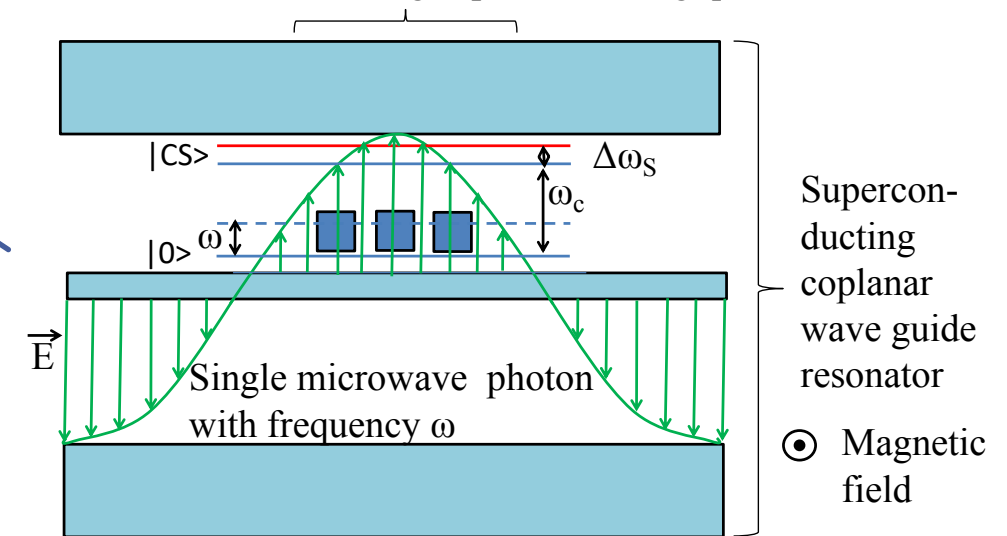 |CS>
Δωs
ωc
ω
|0>
E
Single microwave photon
with frequency ω
Supercon-
ducting
coplanar
wave guide
resonator
Magnetic
field